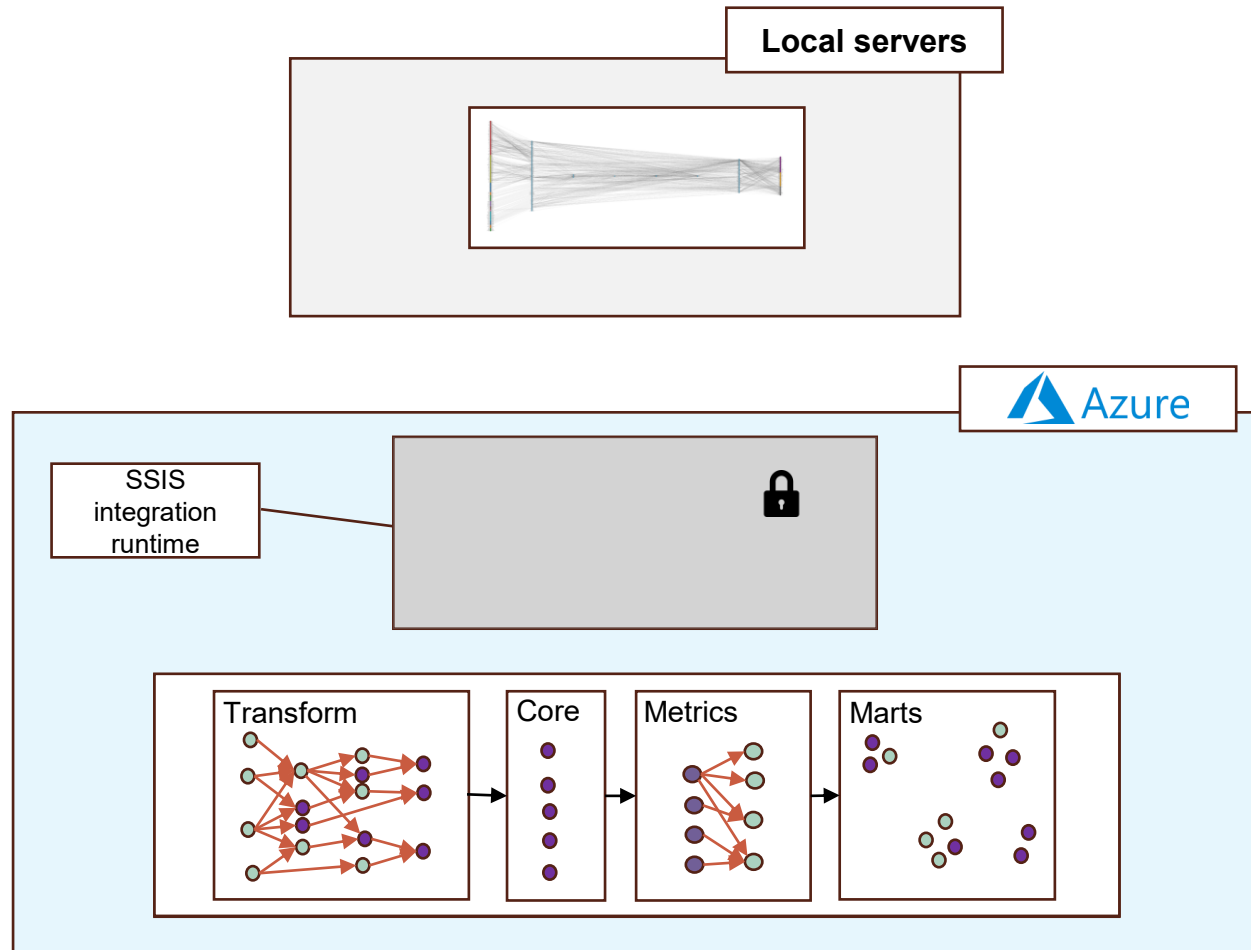 Local servers
Azure
SSIS
integration
runtime
Transform
Core
Metrics
Marts